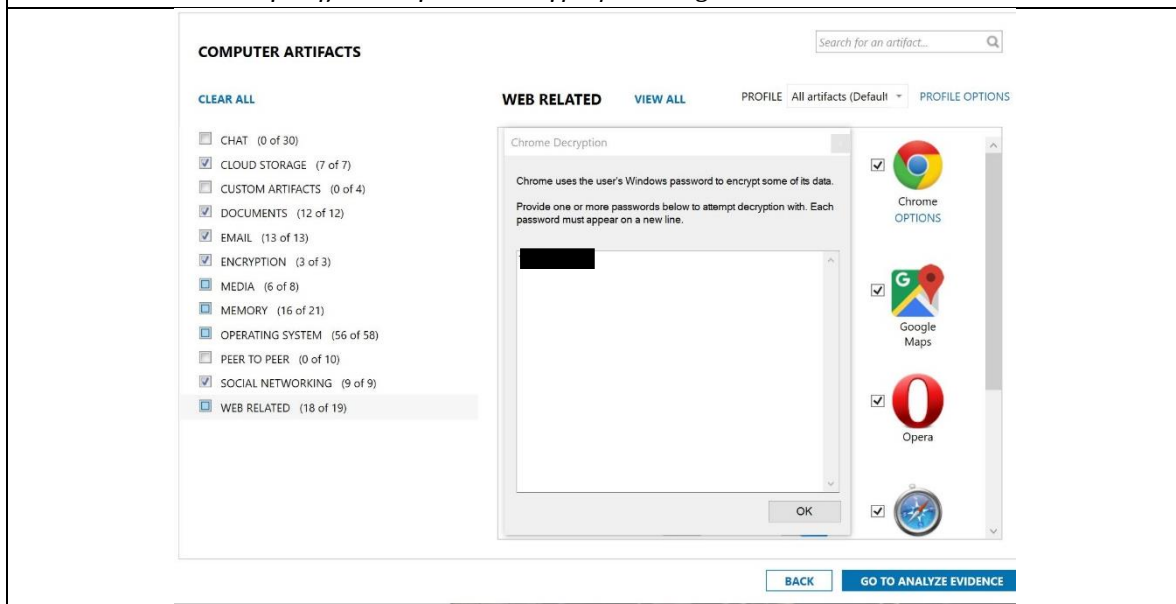 Search for an artifact...
COMPUTER ARTIFACTS
CLEAR ALL
WEB RELATED VIEW ALL PROFILE All artifacts (Default PROFILE OPTIONS
CHAT (0 of 30)
CLOUD STORAGE (7 of 7)
CUSTOM ARTIFACTS (0 of 4)
DOCUMENTS (12 of 12)
EMAIL (13 of 13)
ENCRYPTION (3 of 3)
MEDIA (6 of 8)
MEMORY (16 of 21)
OPERATING SYSTEM (56 of 58)
PEER TO PEER (0 of 10)
SOCIAL NETWORKING (9 of 9)
WEB RELATED (18 of 19)
Chrome Decryption
Chrome uses the user's Windows password to encrypt some of its data.
Provide one or more passwords below to attempt decryption with. Each
password must appear on a new line.
OK
Chrome
OPTIONS
G
Google
Maps
Opera
BACK GO TO ANALYZE EVIDENCE